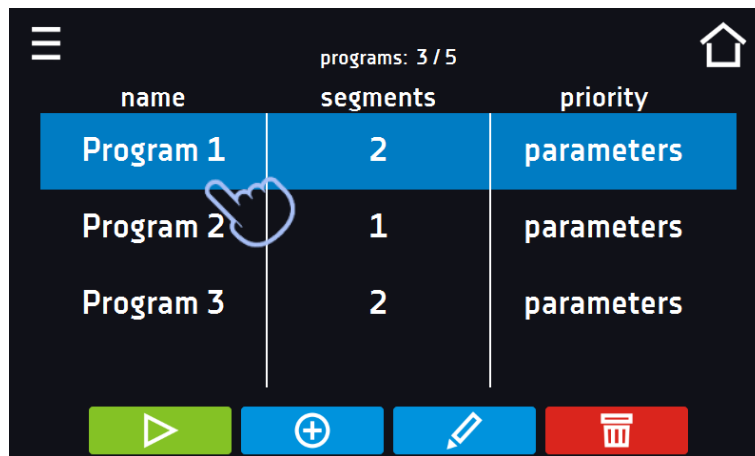 programs: 3 / 5
name segments priority
Program 1 2 parameters
Program 2 1 parameters
Program 3 2 parameters